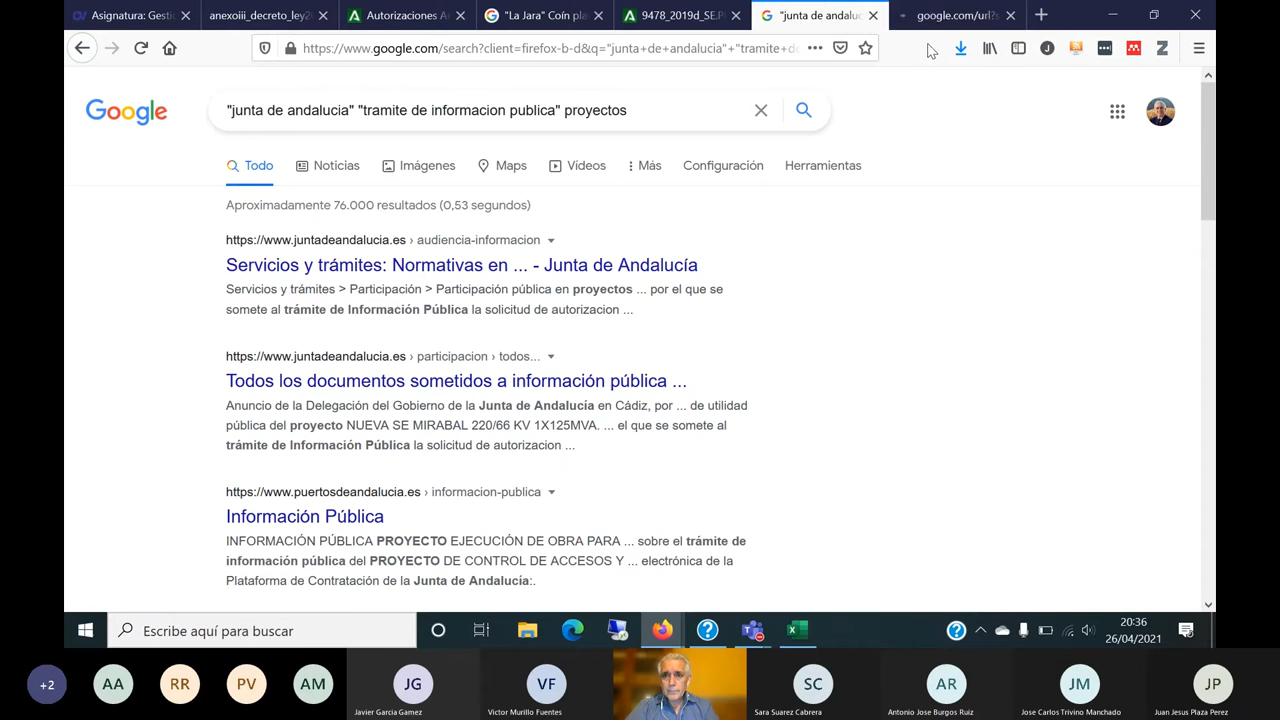 Asignatura: Gesti
anexoiii_decreto_ley2
Autorizaciones A
"La Jara" Coín pla
9478_2019d_SE.P
"junta de andaluc
google.com/url?s
https://www.google.com/search?client=firefox-b-d&q="junta+de+andalucia"+"tramite+d
Google
"junta de andalucia" "tramite de informacion publica" proyectos
Todo
Noticias
Imágenes
Maps
Vídeos
Más
Configuración
Herramientas
Aproximadamente 76.000 resultados (0,53 segundos)
https://www.juntadeandalucia.es › audiencia-informacion
Servicios y trámites: Normativas en ... - Junta de Andalucía
Servicios y trámites > Participación > Participación pública en proyectos ... por el que se
somete al trámite de Información Pública la solicitud de autorizacion ...
https://www.juntadeandalucia.es › participacion › todos...
Todos los documentos sometidos a información pública ...
Anuncio de la Delegación del Gobierno de la Junta de Andalucía en Cádiz, por ... de utilidad
pública del proyecto NUEVA SE MIRABAL 220/66 KV 1X125MVA. ... el que se somete al
trámite de Información Pública la solicitud de autorizacion ...
https://www.puertosdeandalucia.es › informacion-publica
Información Pública
INFORMACIÓN PÚBLICA PROYECTO EJECUCIÓN DE OBRA PARA ... sobre el trámite de
información pública del PROYECTO DE CONTROL DE ACCESOS Y ... electrónica de la
Plataforma de Contratación de la Junta de Andalucía:.
Escribe aquí para buscar
20:36
26/04/2021
+2
AA
RR
PV
AM
JG
Javier Garcia Gamez
VF
Victor Murillo Fuentes
SC
Sara Suarez Cabrera
AR
Antonio Jose Burgos Ruiz
JM
Jose Carlos Trivino Manchado
JP
Juan Jesus Plaza Perez